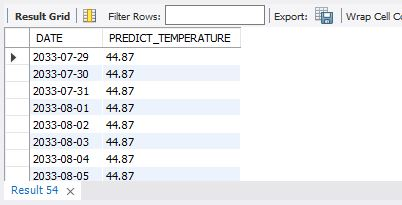 Result Grid Filter Rows: Export: Wrap Cell Co
DATE PREDICT_TEMPERATURE
2033-07-29 44.87
2033-07-30 44.87
2033-07-31 44.87
2033-08-01 44.87
2033-08-02 44.87
2033-08-03 44.87
2033-08-04 44.87
2033-08-05 44.87
Result 54